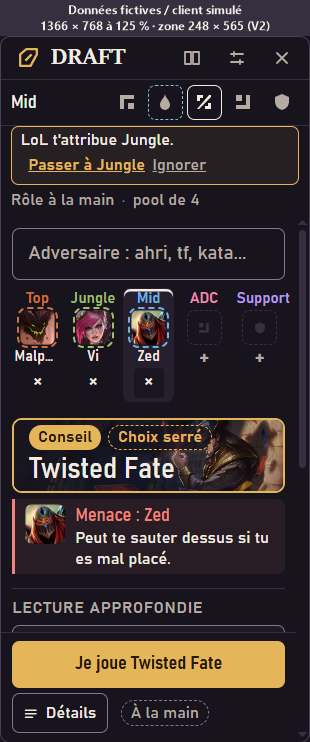 Données fictives / client simulé
1366 × 768 à 125 % · zone 248 × 565 (V2)
DRAFT
Mid
LoL t'attribue Jungle.
Passer à Jungle Ignorer
Rôle à la main · pool de 4
Adversaire : ahri, tf, kata...
Top Jungle Mid ADC Support
Malp... Vi Zed + +
× × ×
Conseil Choix serré
Twisted Fate
Menace : Zed
Peut te sauter dessus si tu
es mal placé.
LECTURE APPROFONDIE
Je joue Twisted Fate
Détails À la main